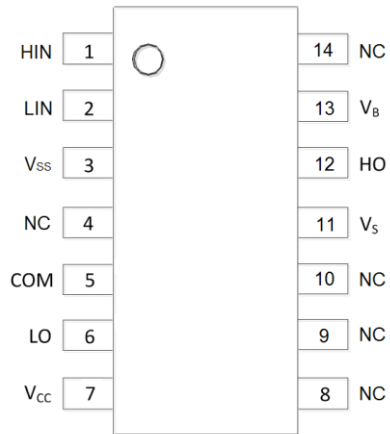 HIN 1 14 NC
LIN 2 13 VB
VSS 3 12 HO
NC 4 11 VS
COM 5 10 NC
LO 6 9 NC
VCC 7 8 NC